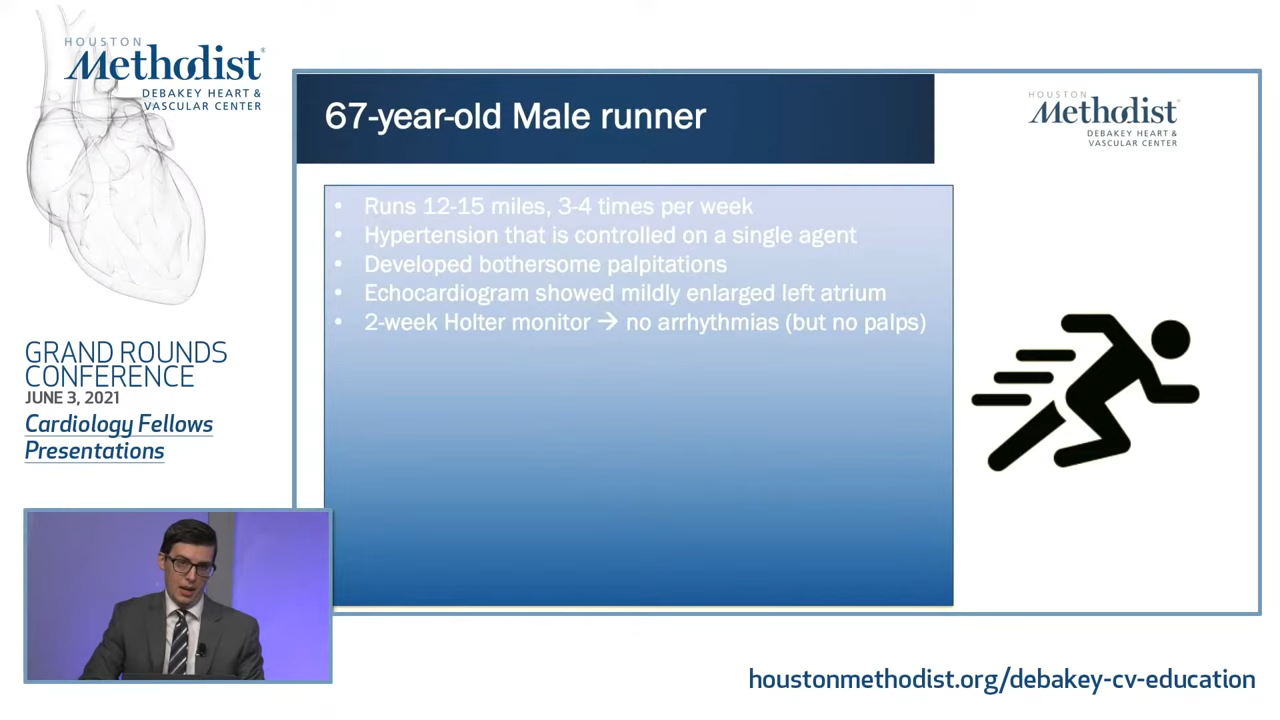 HOUSTON
Methodist®
DEBAKEY HEART &
VASCULAR CENTER
GRAND ROUNDS
CONFERENCE
JUNE 3, 2021
Cardiology Fellows
Presentations
67-year-old Male runner
• Runs 12-15 miles, 3-4 times per week
• Hypertension that is controlled on a single agent
• Developed bothersome palpitations
• Echocardiogram showed mildly enlarged left atrium
• 2-week Holter monitor → no arrhythmias (but no palps)
HOUSTON
Methodist®
DEBAKEY HEART &
VASCULAR CENTER
houstonmethodist.org/debakey-cv-education